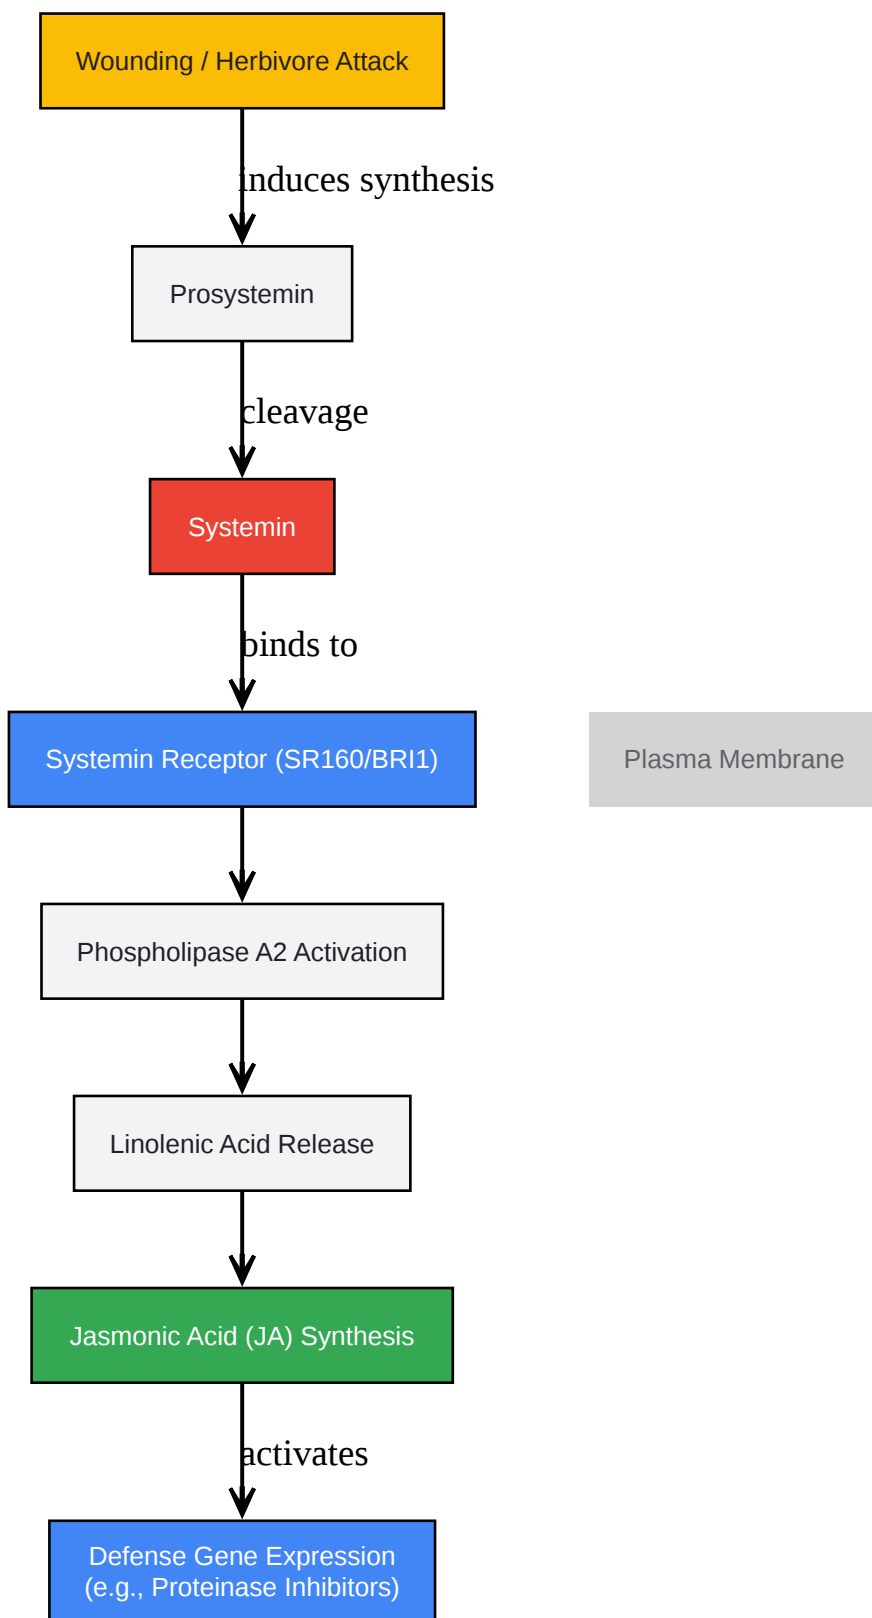 Wounding / Herbivore Attack
induces synthesis
Prosystemin
cleavage
Systemin
binds to
Systemin Receptor (SR160/BRI1)
Plasma Membrane
Phospholipase A2 Activation
Linolenic Acid Release
Jasmonic Acid (JA) Synthesis
activates
Defense Gene Expression
(e.g., Proteinase Inhibitors)